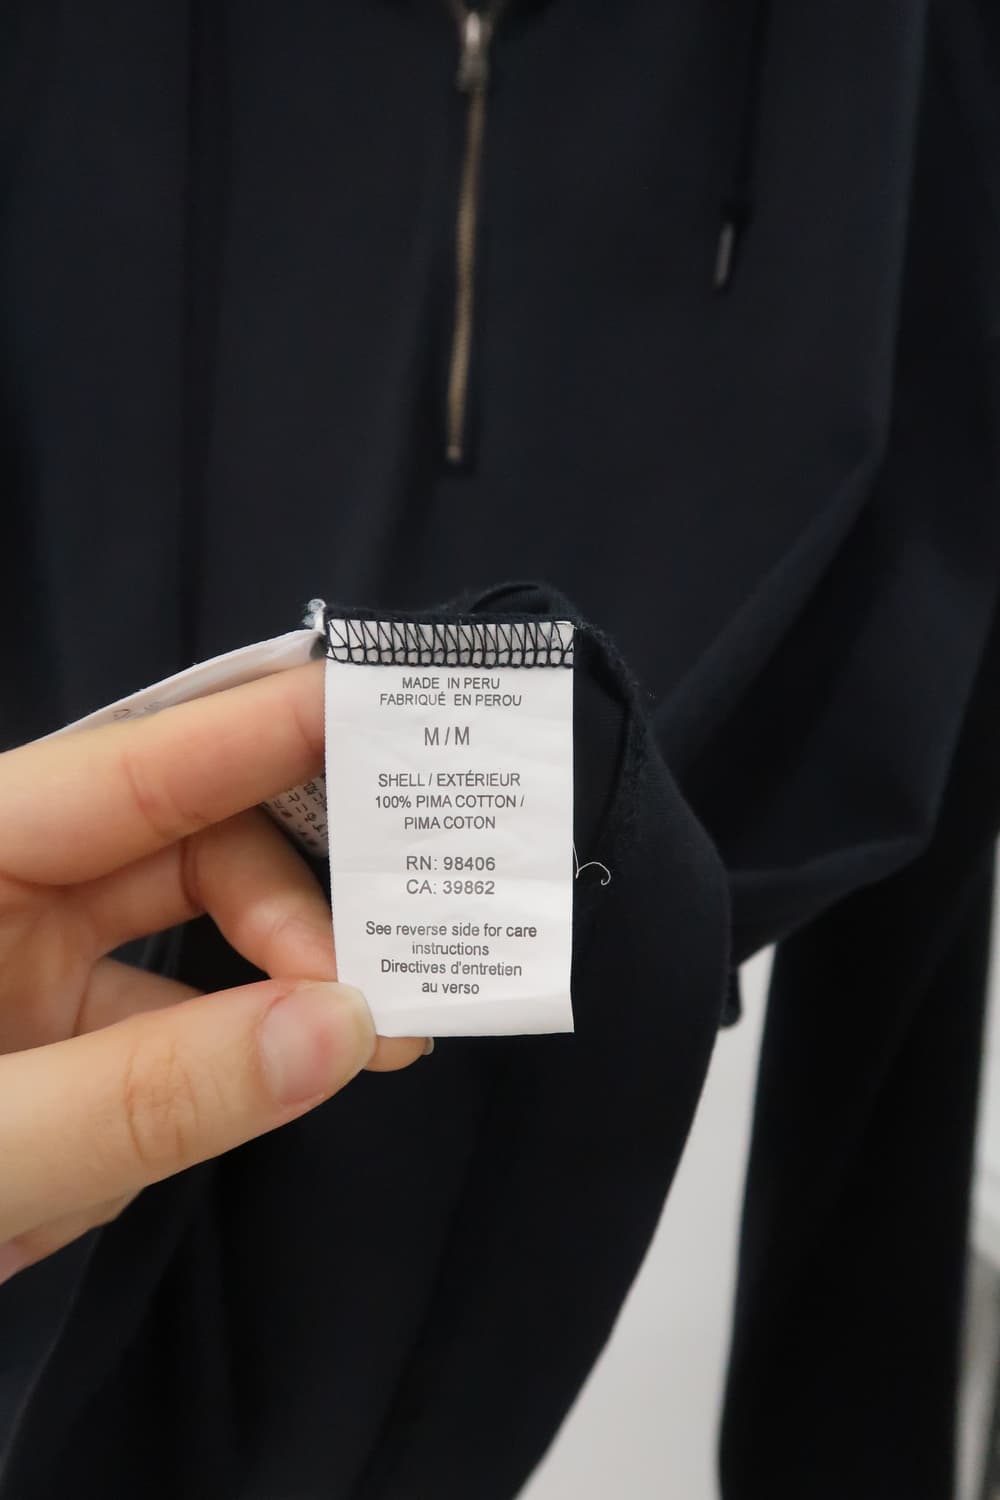 MADE IN PERU
FABRIQUÉ EN PEROU
M/M
SHELL / EXTÉRIEUR
100% PIMA COTTON /
PIMA COTON
RN: 98406
CA: 39862
See reverse side for care
instructions
Directives d'entretien
au verso